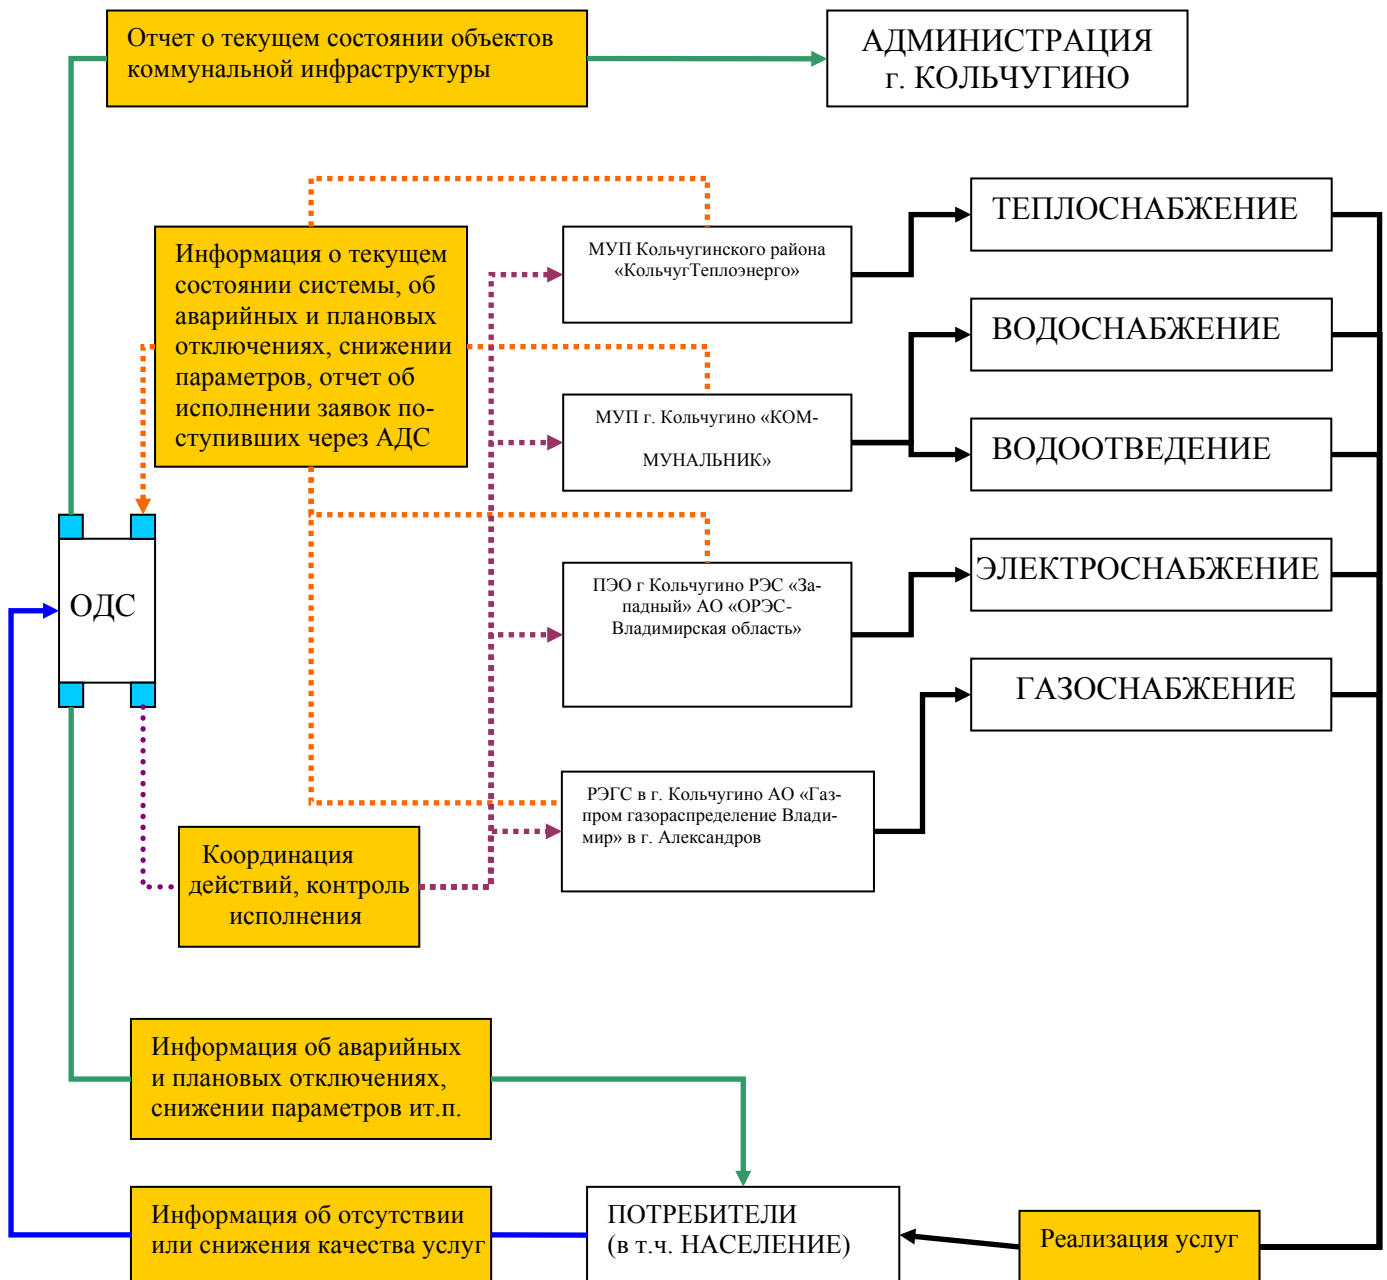 Отчет о текущем состоянии объектов
коммунальной инфраструктуры
АДМИНИСТРАЦИЯ
г. КОЛЬЧУГИНО
Информация о текущем
состоянии системы, об
аварийных и плановых
отключениях, снижении
параметров, отчет об
исполнении заявок по-
ступивших через АДС
МУП Кольчугинского района
«КольчугТеплоэнерго»
ТЕПЛОСНАБЖЕНИЕ
ВОДОСНАБЖЕНИЕ
МУП г. Кольчугино «КОМ-
МУНАЛЬНИК»
ВОДООТВЕДЕНИЕ
ОДС
ПЭО г Кольчугино РЭС «За-
падный» АО «ОРЭС-
Владимирская область»
ЭЛЕКТРОСНАБЖЕНИЕ
ГАЗОСНАБЖЕНИЕ
РЭГС в г. Кольчугино АО «Газ-
пром газораспределение Влади-
мир» в г. Александров
Координация
действий, контроль
исполнения
Информация об аварийных
и плановых отключениях,
снижении параметров ит.п.
Информация об отсутствии
или снижения качества услуг
ПОТРЕБИТЕЛИ
(в т.ч. НАСЕЛЕНИЕ)
Реализация услуг